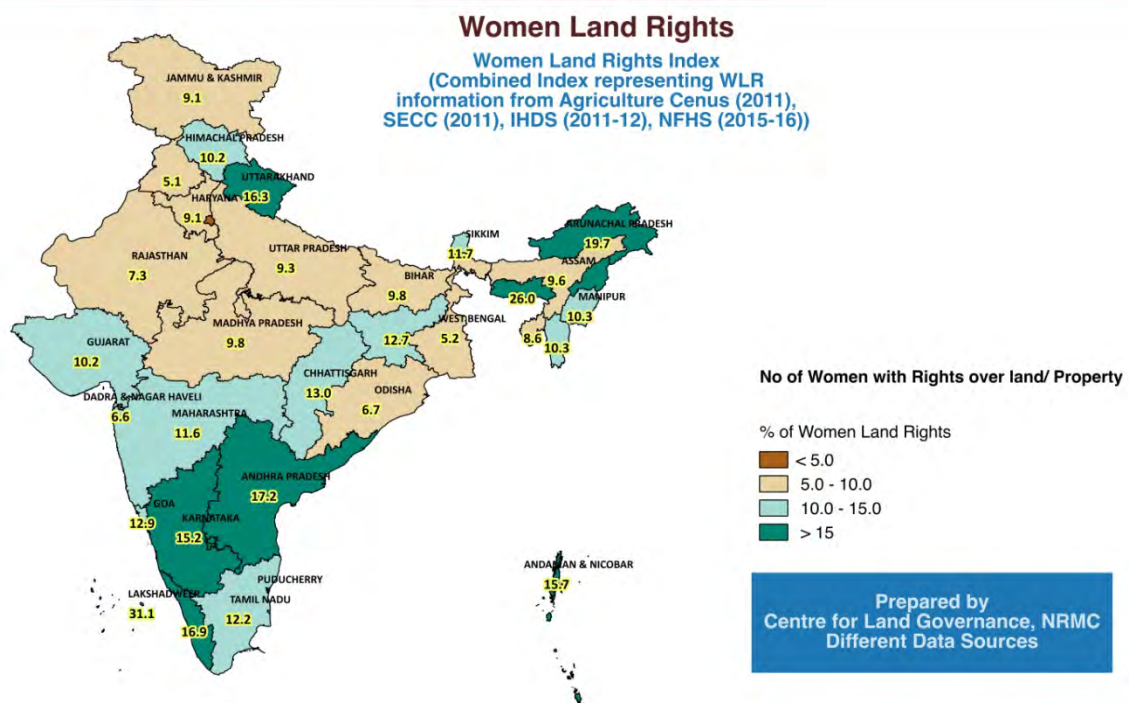 Women Land Rights
Women Land Rights Index
(Combined Index representing WLR
information from Agriculture Cenus (2011),
SECC (2011), IHDS (2011-12), NFHS (2015-16))
JAMMU & KASHMIR
9.1
HIMACHAL PRADESH
10.2
5.1
UTTARAKHAND
16.3
HARYANA
9.1
RAJASTHAN
7.3
UTTAR PRADESH
9.3
BIHAR
9.8
SIKKIM
11.7
ARUNACHAL PRADESH
19.7
ASSAM
9.6
26.0
MANIPUR
10.3
8.6
10.3
WEST BENGAL
5.2
12.7
MADHYA PRADESH
9.8
GUJARAT
10.2
CHHATTISGARH
13.0
ODISHA
6.7
DADRA & NAGAR HAVELI
6.6
MAHARASHTRA
11.6
ANDHRA PRADESH
17.2
GOA
12.9
KARNATAKA
15.2
PUDUCHERRY
LAKSHADWEEP
31.1
TAMIL NADU
12.2
16.9
ANDAMAN & NICOBAR
15.7
No of Women with Rights over land/ Property
% of Women Land Rights
< 5.0
5.0 - 10.0
10.0 - 15.0
> 15
Prepared by
Centre for Land Governance, NRMC
Different Data Sources